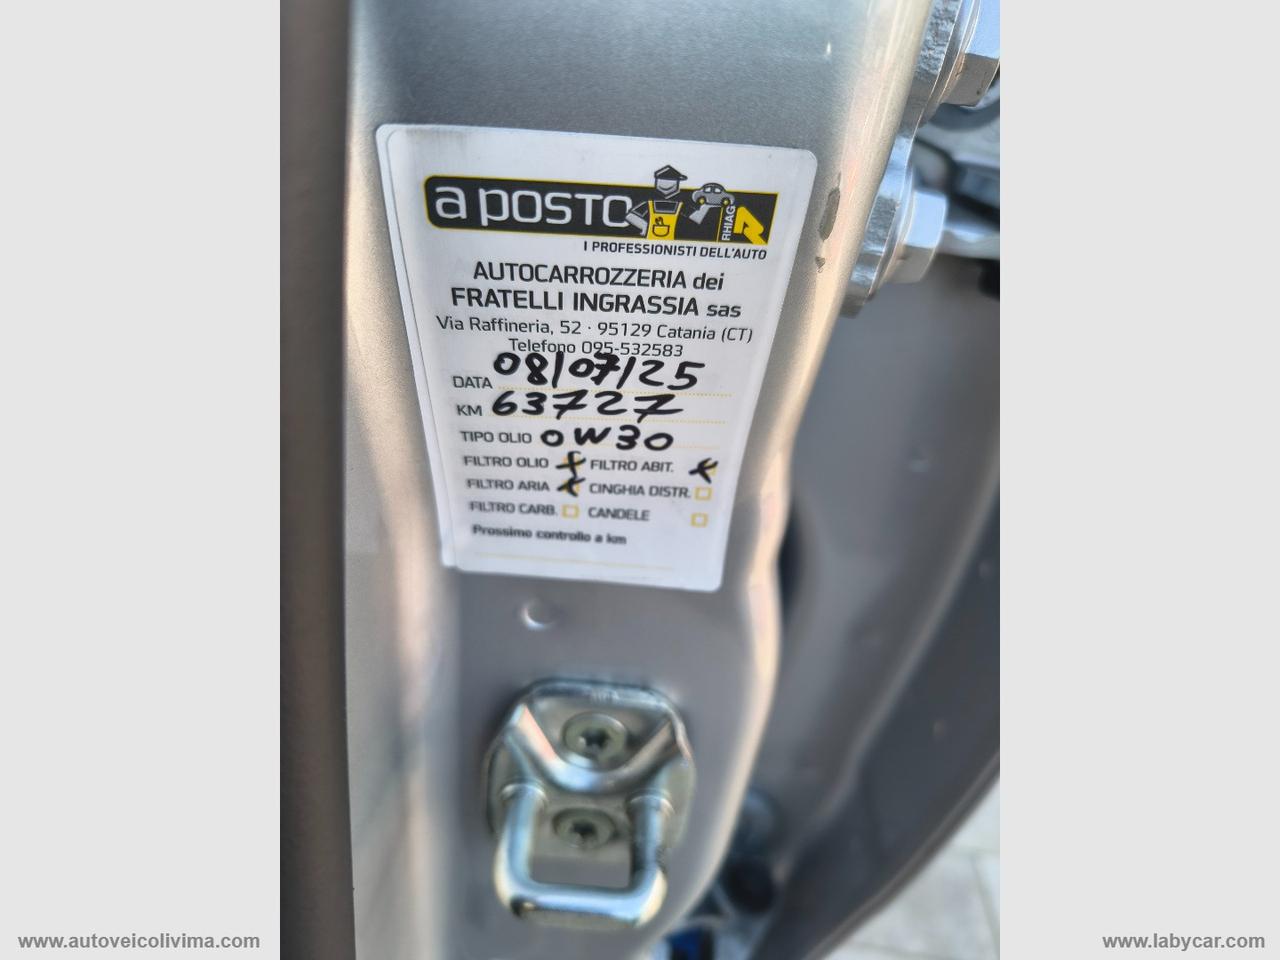 a posto
RHIAG
I PROFESSIONISTI DELL'AUTO
AUTOCARROZZERIA dei
FRATELLI INGRASSIA sas
Via Raffineria, 52 · 95129 Catania (CT)
Telefono 095-532583
DATA 08/07/25
KM 63727
TIPO OLIO 0W30
FILTRO OLIO FILTRO ABIT.
FILTRO ARIA CINGHIA DISTR.
FILTRO CARB. CANDELE
Prossimo controllo a km
www.autoveicolivima.com
www.labycar.com